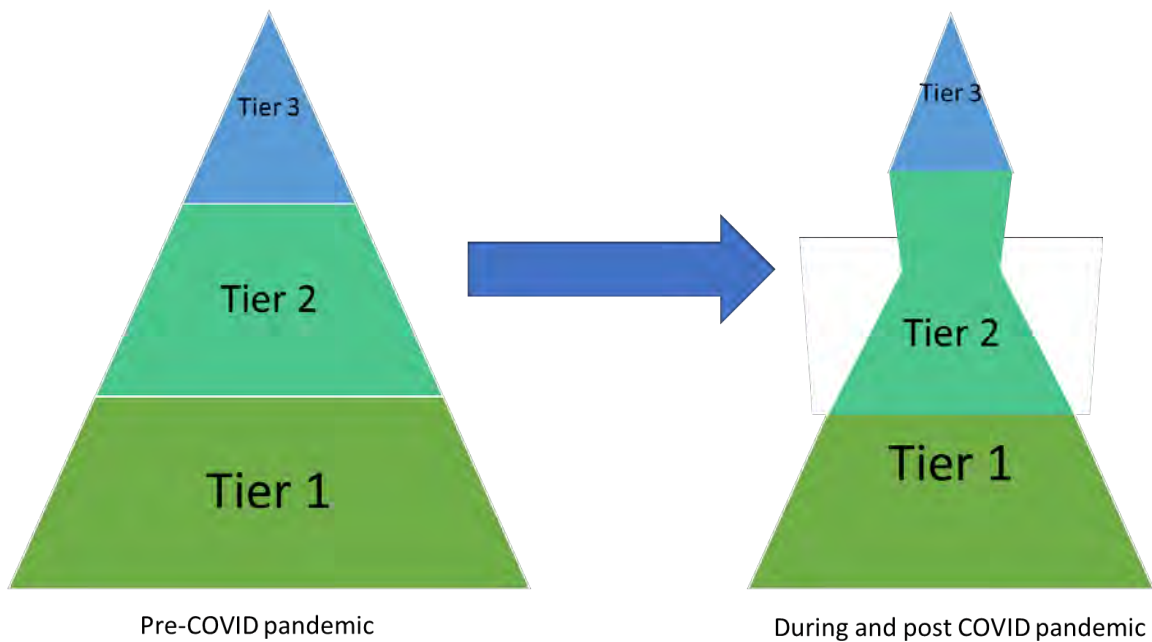 Tier 3
Tier 2
Tier 1
Pre-COVID pandemic
Tier 3
Tier 2
Tier 1
During and post COVID pandemic